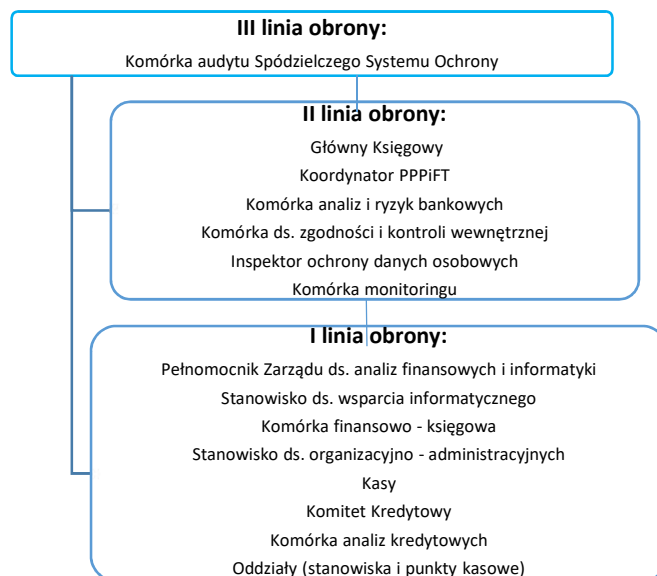 III linia obrony:
Komórka audytu Spódzielczego Systemu Ochrony
II linia obrony:
Główny Księgowy
Koordynator PPPiFT
Komórka analiz i ryzyk bankowych
Komórka ds. zgodności i kontroli wewnętrznej
Inspektor ochrony danych osobowych
Komórka monitoringu
I linia obrony:
Pełnomocnik Zarządu ds. analiz finansowych i informatyki
Stanowisko ds. wsparcia informatycznego
Komórka finansowo - księgowa
Stanowisko ds. organizacyjno - administracyjnych
Kasy
Komitet Kredytowy
Komórka analiz kredytowych
Oddziały (stanowiska i punkty kasowe)